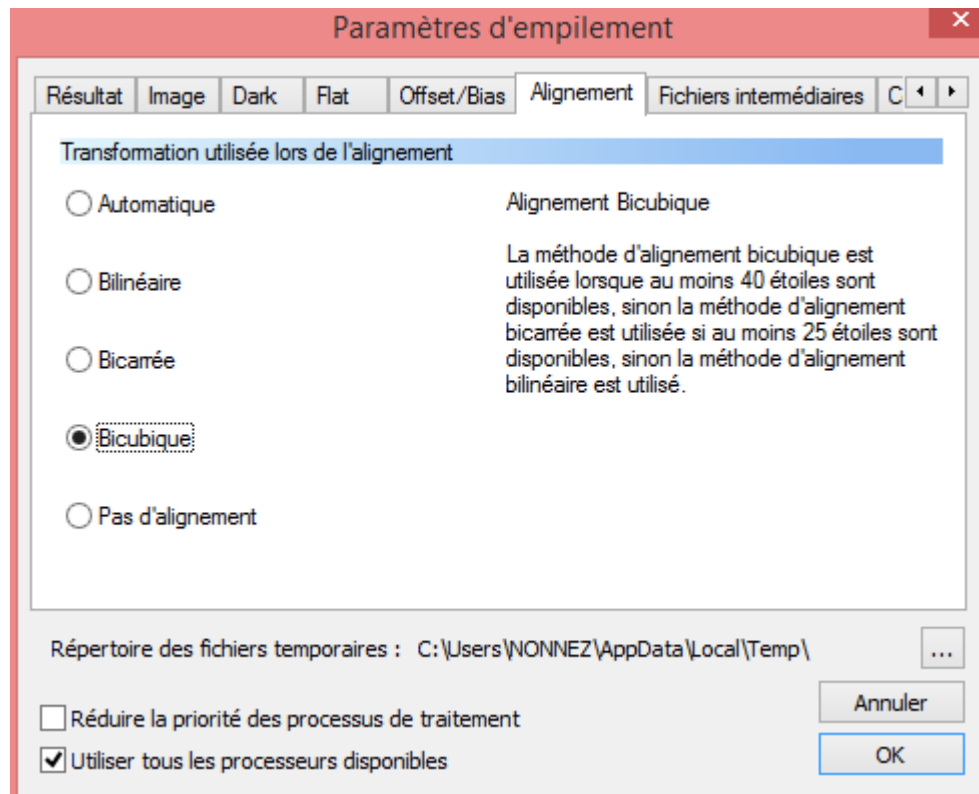 Paramètres d'empilement
Résultat Image Dark Flat Offset/Bias Alignement Fichiers intermédiaires C
Transformation utilisée lors de l'alignement
Automatique
Alignement Bicubique
La méthode d'alignement bicubique est
utilisée lorsque au moins 40 étoiles sont
disponibles, sinon la méthode d'alignement
bicarrée est utilisée si au moins 25 étoiles sont
disponibles, sinon la méthode d'alignement
bilinéaire est utilisé.
Bilinéaire
Bicarrée
Bicubique
Pas d'alignement
Répertoire des fichiers temporaires : C:\Users\NONNEZ\AppData\Local\Temp\ ...
Réduire la priorité des processus de traitement
Annuler
Utiliser tous les processeurs disponibles
OK